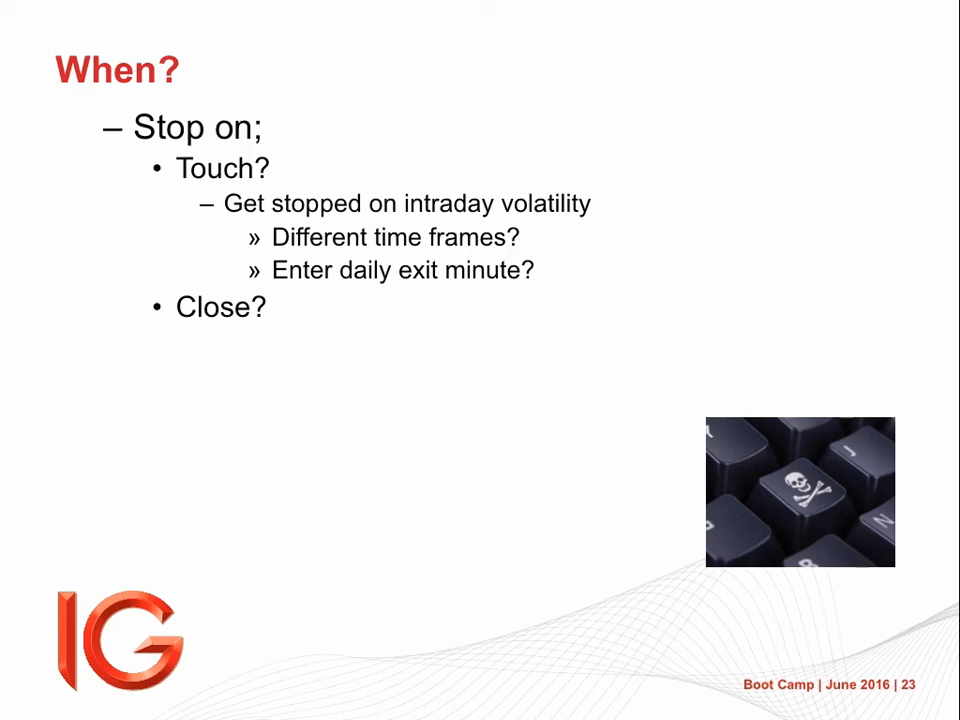 When?
– Stop on;
• Touch?
– Get stopped on intraday volatility
» Different time frames?
» Enter daily exit minute?
• Close?
J
N
B
IG
Boot Camp | June 2016 | 23